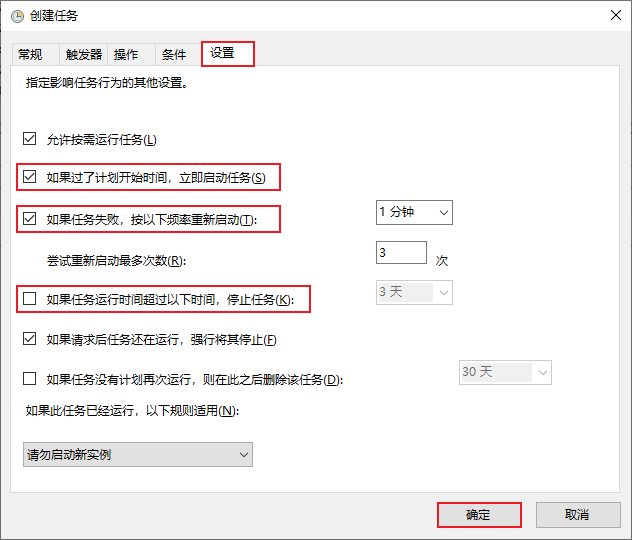 创建任务
常规 触发器 操作 条件 设置
指定影响任务行为的其他设置。
允许按需运行任务(L)
如果过了计划开始时间，立即启动任务(S)
如果任务失败，按以下频率重新启动(T): 1 分钟
尝试重新启动最多次数(R): 3 次
如果任务运行时间超过以下时间，停止任务(K): 3 天
如果请求后任务还在运行，强行将其停止(F)
如果任务没有计划再次运行，则在此之后删除该任务(D): 30 天
如果此任务已经运行，以下规则适用(N):
请勿启动新实例
确定 取消